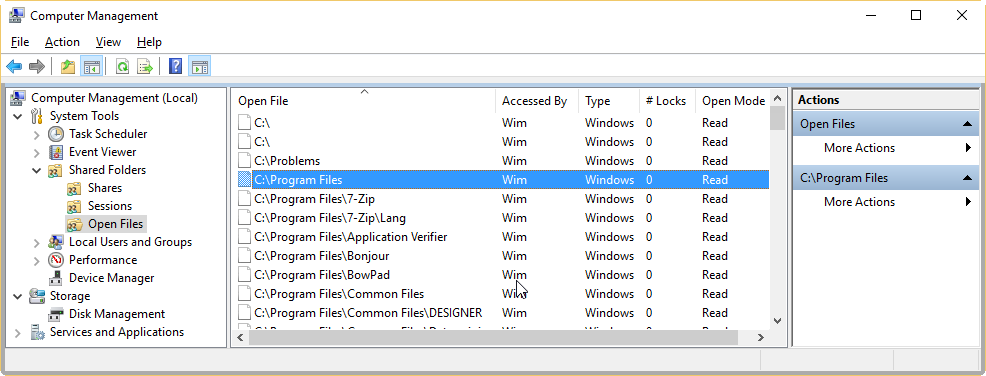 Computer Management
File Action View Help
Computer Management (Local)
System Tools
Task Scheduler
Event Viewer
Shared Folders
Shares
Sessions
Open Files
Local Users and Groups
Performance
Device Manager
Storage
Disk Management
Services and Applications
Open File Accessed By Type # Locks Open Mode
C:\ Wim Windows 0 Read
C:\ Wim Windows 0 Read
C:\Problems Wim Windows 0 Read
C:\Program Files Wim Windows 0 Read
C:\Program Files\7-Zip Wim Windows 0 Read
C:\Program Files\7-Zip\Lang Wim Windows 0 Read
C:\Program Files\Application Verifier Wim Windows 0 Read
C:\Program Files\Bonjour Wim Windows 0 Read
C:\Program Files\BowPad Wim Windows 0 Read
C:\Program Files\Common Files Wim Windows 0 Read
C:\Program Files\Common Files\DESIGNER Wim Windows 0 Read
Actions
Open Files
More Actions
C:\Program Files
More Actions